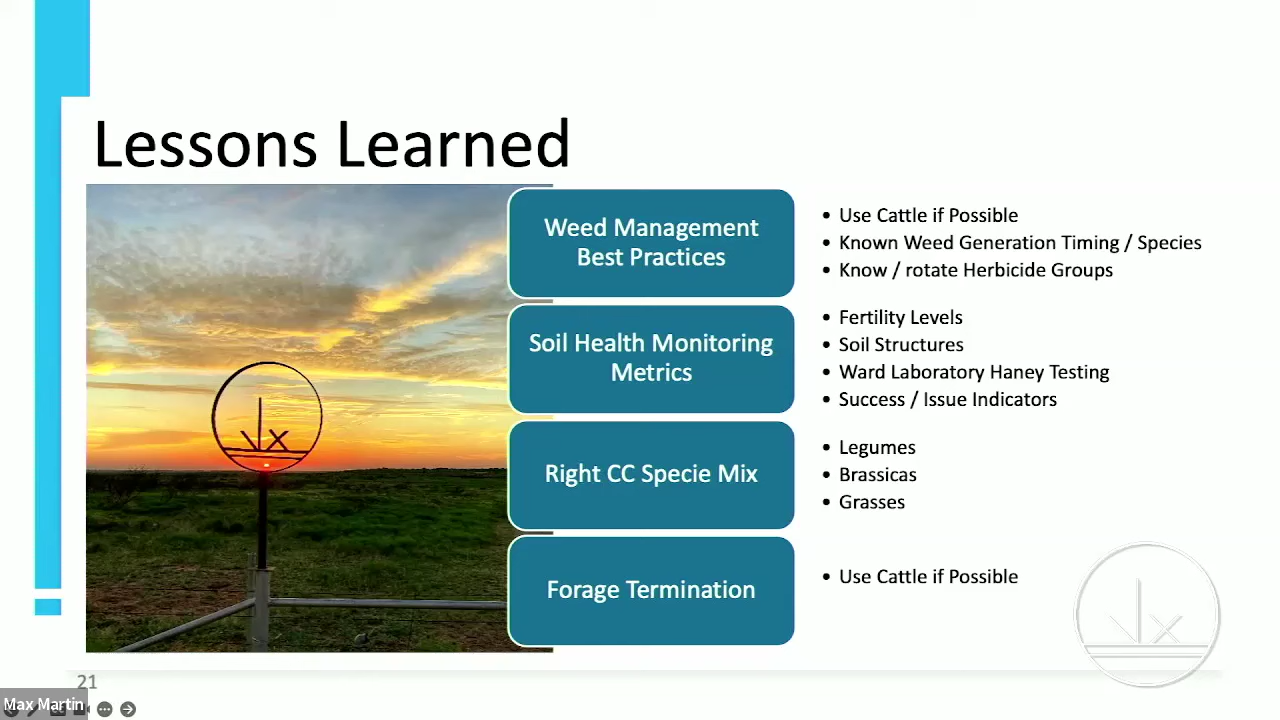 Lessons Learned
Weed Management
Best Practices
• Use Cattle if Possible
• Known Weed Generation Timing / Species
• Know / rotate Herbicide Groups
Soil Health Monitoring
Metrics
• Fertility Levels
• Soil Structures
• Ward Laboratory Haney Testing
• Success / Issue Indicators
Right CC Specie Mix
• Legumes
• Brassicas
• Grasses
Forage Termination
• Use Cattle if Possible
21
Max Martin